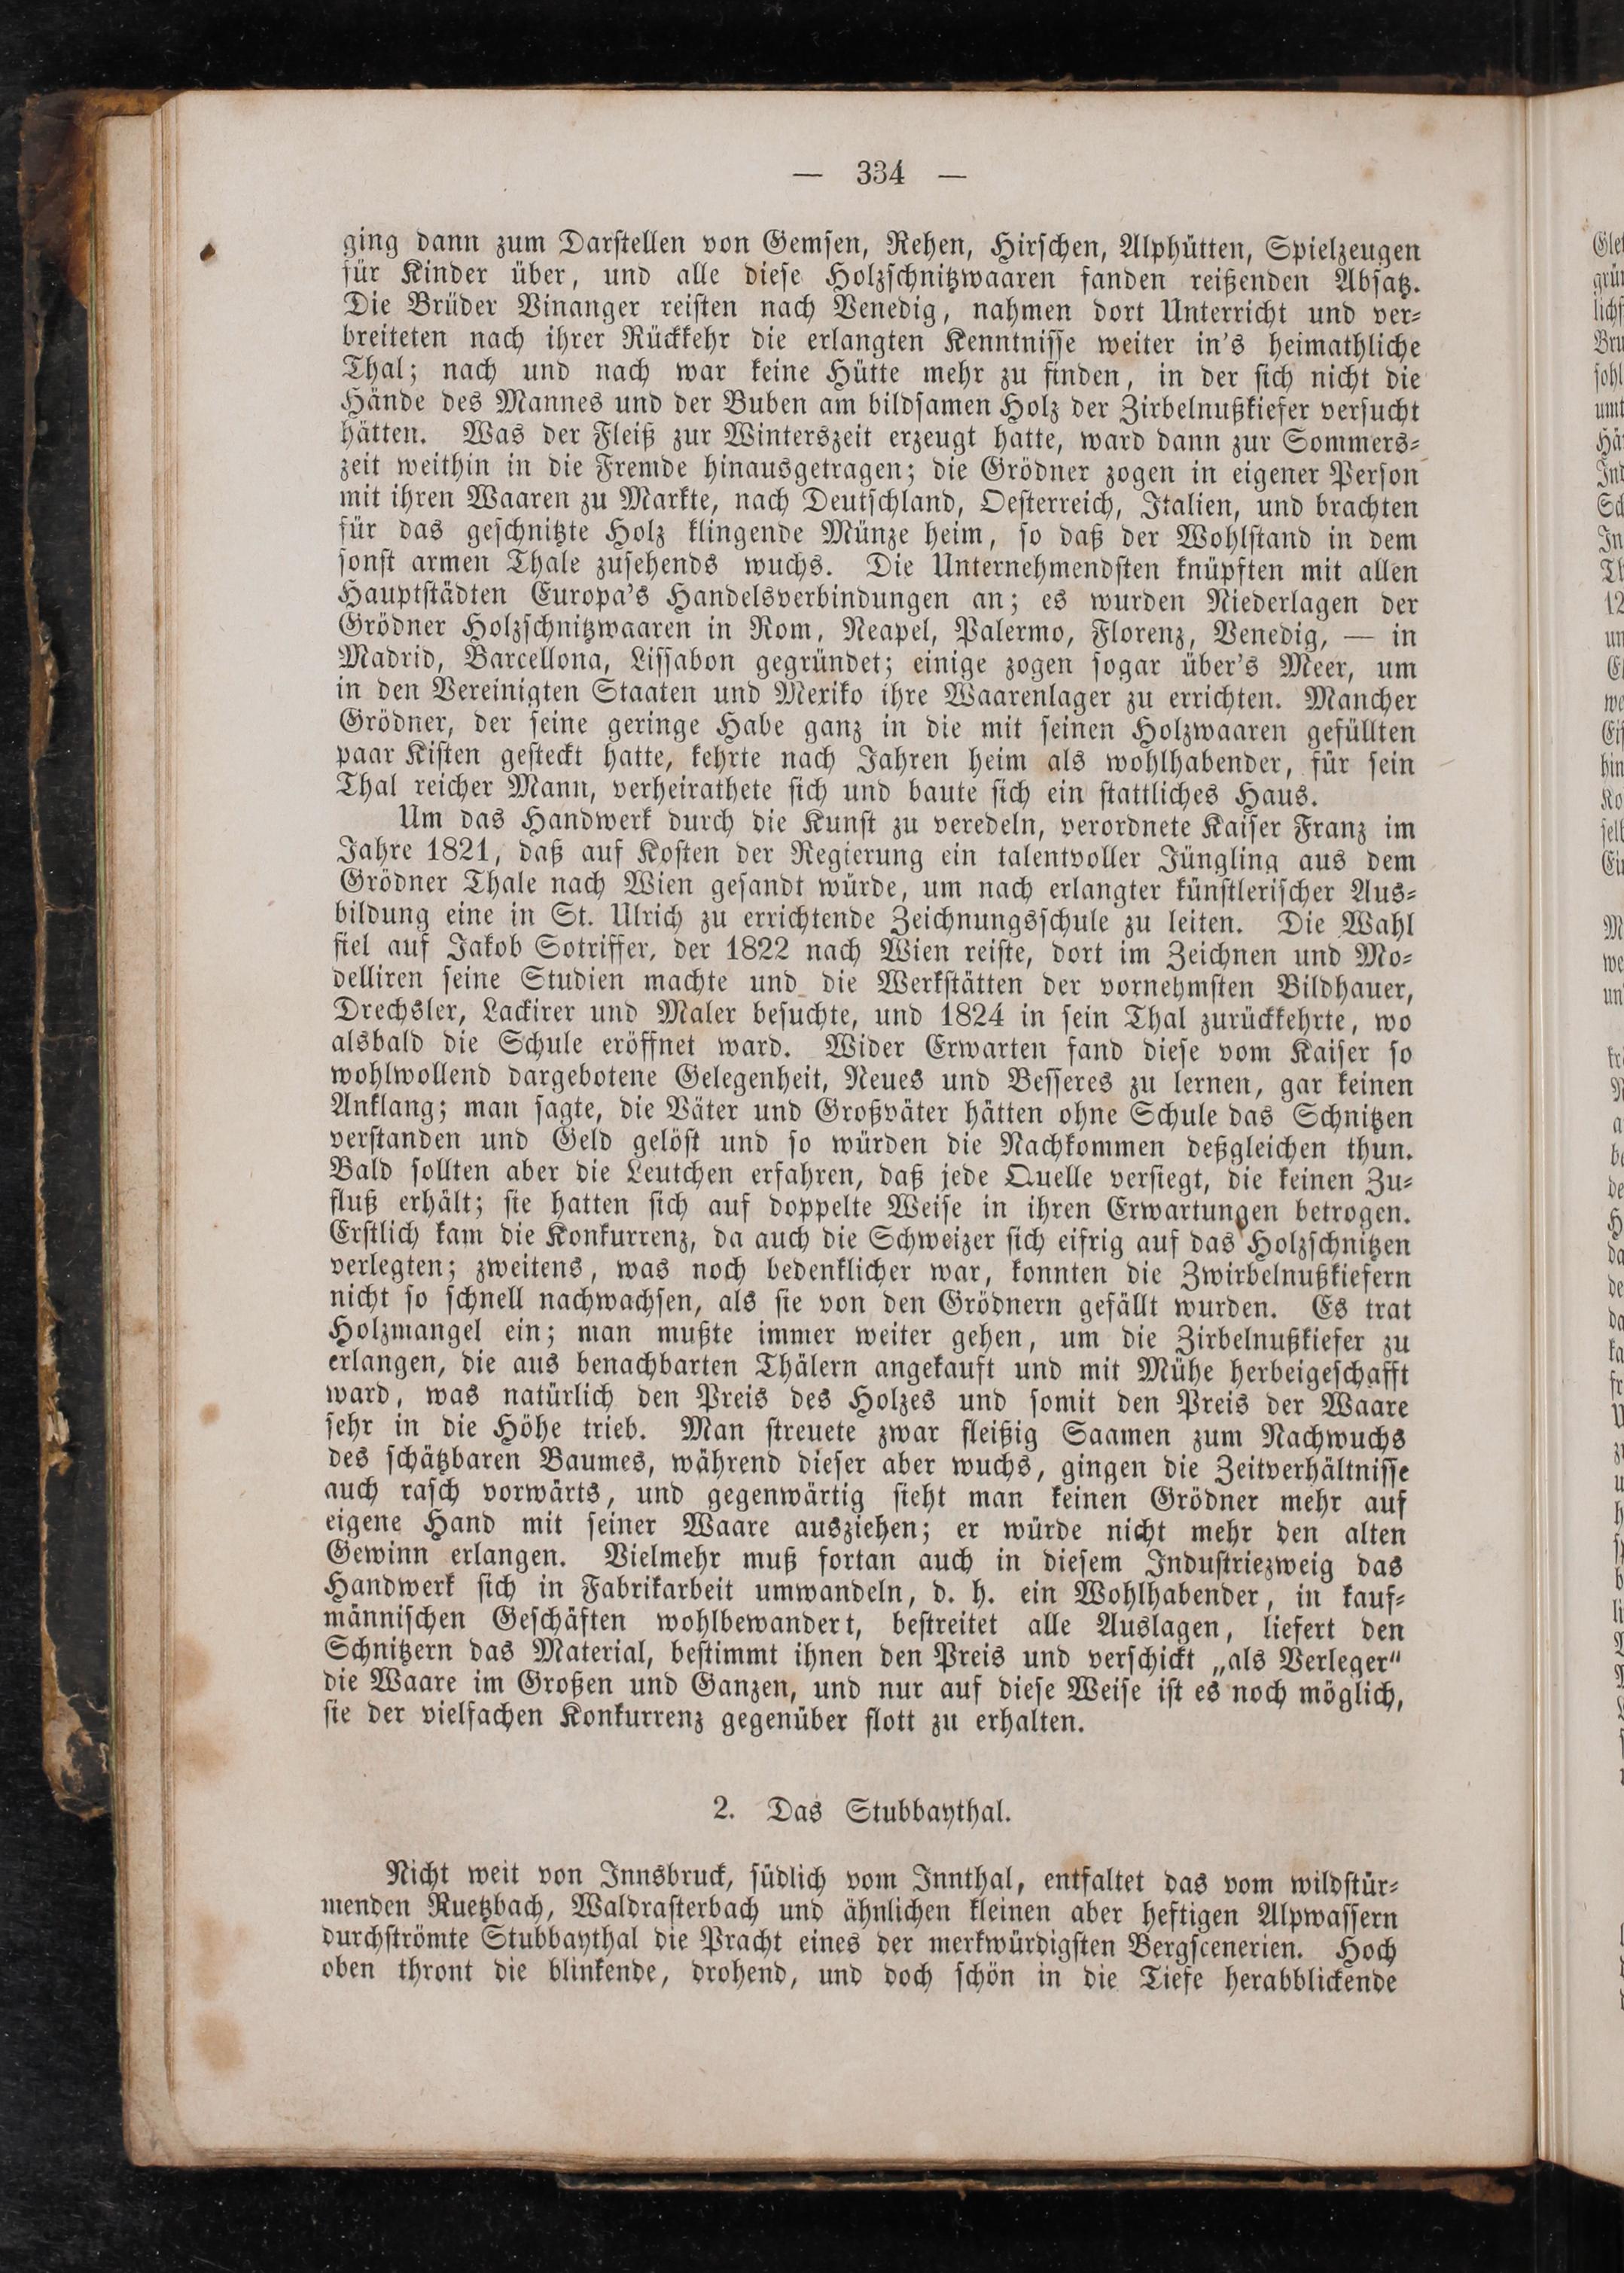 — 334 —
ging dann zum Darstellen von Gemsen, Rehen, Hirschen, Alphütten, Spielzeugen
für Kinder über, und alle diese Holzschnitzwaaren fanden reißenden Absatz.
Die Brüder Vinanger reisten nach Venedig, nahmen dort Unterricht und ver-
breiteten nach ihrer Rückkehr die erlangten Kenntnisse weiter in's heimathliche
Thal; nach und nach war keine Hütte mehr zu finden, in der sich nicht die
Hände des Mannes und der Buben am bildsamen Holz der Zirbelnußkiefer versucht
hätten. Was der Fleiß zur Winterszeit erzeugt hatte, ward dann zur Sommers-
zeit weithin in die Fremde hinausgetragen; die Grödner zogen in eigener Person
mit ihren Waaren zu Markte, nach Deutschland, Oesterreich, Italien, und brachten
für das geschnitzte Holz klingende Münze heim, so daß der Wohlstand in dem
sonst armen Thale zusehends wuchs. Die Unternehmendsten knüpften mit allen
Hauptstädten Europa's Handelsverbindungen an; es wurden Niederlagen der
Grödner Holzschnitzwaaren in Rom, Neapel, Palermo, Florenz, Venedig, — in
Madrid, Barcellona, Lissabon gegründet; einige zogen sogar über's Meer, um
in den Vereinigten Staaten und Mexiko ihre Waarenlager zu errichten. Mancher
Grödner, der seine geringe Habe ganz in die mit seinen Holzwaaren gefüllten
paar Kisten gesteckt hatte, kehrte nach Jahren heim als wohlhabender, für sein
Thal reicher Mann, verheirathete sich und baute sich ein stattliches Haus.
Um das Handwerk durch die Kunst zu veredeln, verordnete Kaiser Franz im
Jahre 1821, daß auf Kosten der Regierung ein talentvoller Jüngling aus dem
Grödner Thale nach Wien gesandt würde, um nach erlangter künstlerischer Aus-
bildung eine in St. Ulrich zu errichtende Zeichnungsschule zu leiten. Die Wahl
fiel auf Jakob Sotriffer, der 1822 nach Wien reiste, dort im Zeichnen und Mo-
delliren seine Studien machte und die Werkstätten der vornehmsten Bildhauer,
Drechsler, Lackirer und Maler besuchte, und 1824 in sein Thal zurückkehrte, wo
alsbald die Schule eröffnet ward. Wider Erwarten fand diese vom Kaiser so
wohlwollend dargebotene Gelegenheit, Neues und Besseres zu lernen, gar keinen
Anklang; man sagte, die Väter und Großväter hätten ohne Schule das Schnitzen
verstanden und Geld gelöst und so würden die Nachkommen deßgleichen thun.
Bald sollten aber die Leutchen erfahren, daß jede Quelle versiegt, die keinen Zu-
fluß erhält; sie hatten sich auf doppelte Weise in ihren Erwartungen betrogen.
Erstlich kam die Konkurrenz, da auch die Schweizer sich eifrig auf das Holzschnitzen
verlegten; zweitens, was noch bedenklicher war, konnten die Zwirbelnußkiefern
nicht so schnell nachwachsen, als sie von den Grödnern gefällt wurden. Es trat
Holzmangel ein; man mußte immer weiter gehen, um die Zirbelnußkiefer zu
erlangen, die aus benachbarten Thälern angekauft und mit Mühe herbeigeschafft
ward, was natürlich den Preis des Holzes und somit den Preis der Waare
sehr in die Höhe trieb. Man streuete zwar fleißig Saamen zum Nachwuchs
des schätzbaren Baumes, während dieser aber wuchs, gingen die Zeitverhältnisse
auch rasch vorwärts, und gegenwärtig sieht man keinen Grödner mehr auf
eigene Hand mit seiner Waare ausziehen; er würde nicht mehr den alten
Gewinn erlangen. Vielmehr muß fortan auch in diesem Industriezweig das
Handwerk sich in Fabrikarbeit umwandeln, d. h. ein Wohlhabender, in kauf-
männischen Geschäften wohlbewandert, bestreitet alle Auslagen, liefert den
Schnitzern das Material, bestimmt ihnen den Preis und verschickt „als Verleger“
die Waare im Großen und Ganzen, und nur auf diese Weise ist es noch möglich,
sie der vielfachen Konkurrenz gegenüber flott zu erhalten.
2. Das Stubbaythal.
Nicht weit von Innsbruck, südlich vom Innthal, entfaltet das vom wildstür-
menden Ruetzbach, Waldrasterbach und ähnlichen kleinen aber heftigen Alpwassern
durchströmte Stubbaythal die Pracht eines der merkwürdigsten Bergscenerien. Hoch
oben thront die blinkende, drohend, und doch schön in die Tiefe herabblickende